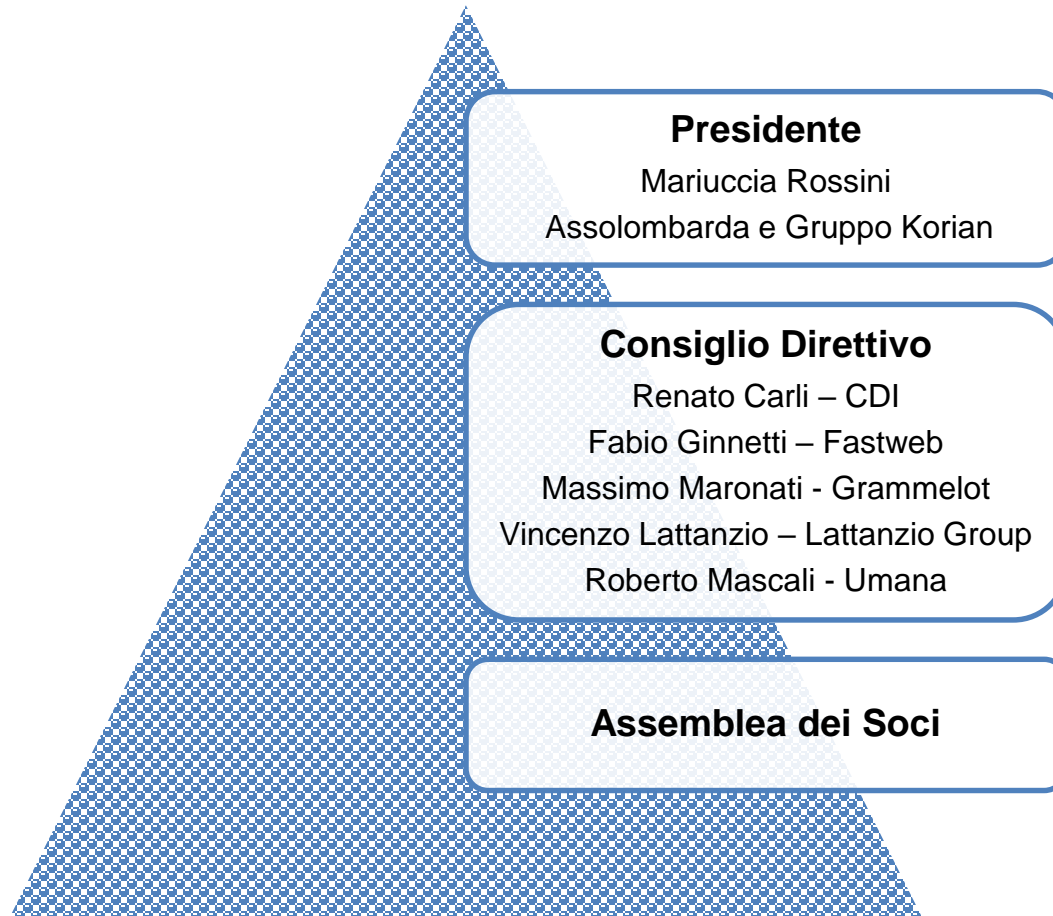 Presidente
Mariuccia Rossini
Assolombarda e Gruppo Korian
Consiglio Direttivo
Renato Carli – CDI
Fabio Ginnetti – Fastweb
Massimo Maronati - Grammelot
Vincenzo Lattanzio – Lattanzio Group
Roberto Mascali - Umana
Assemblea dei Soci